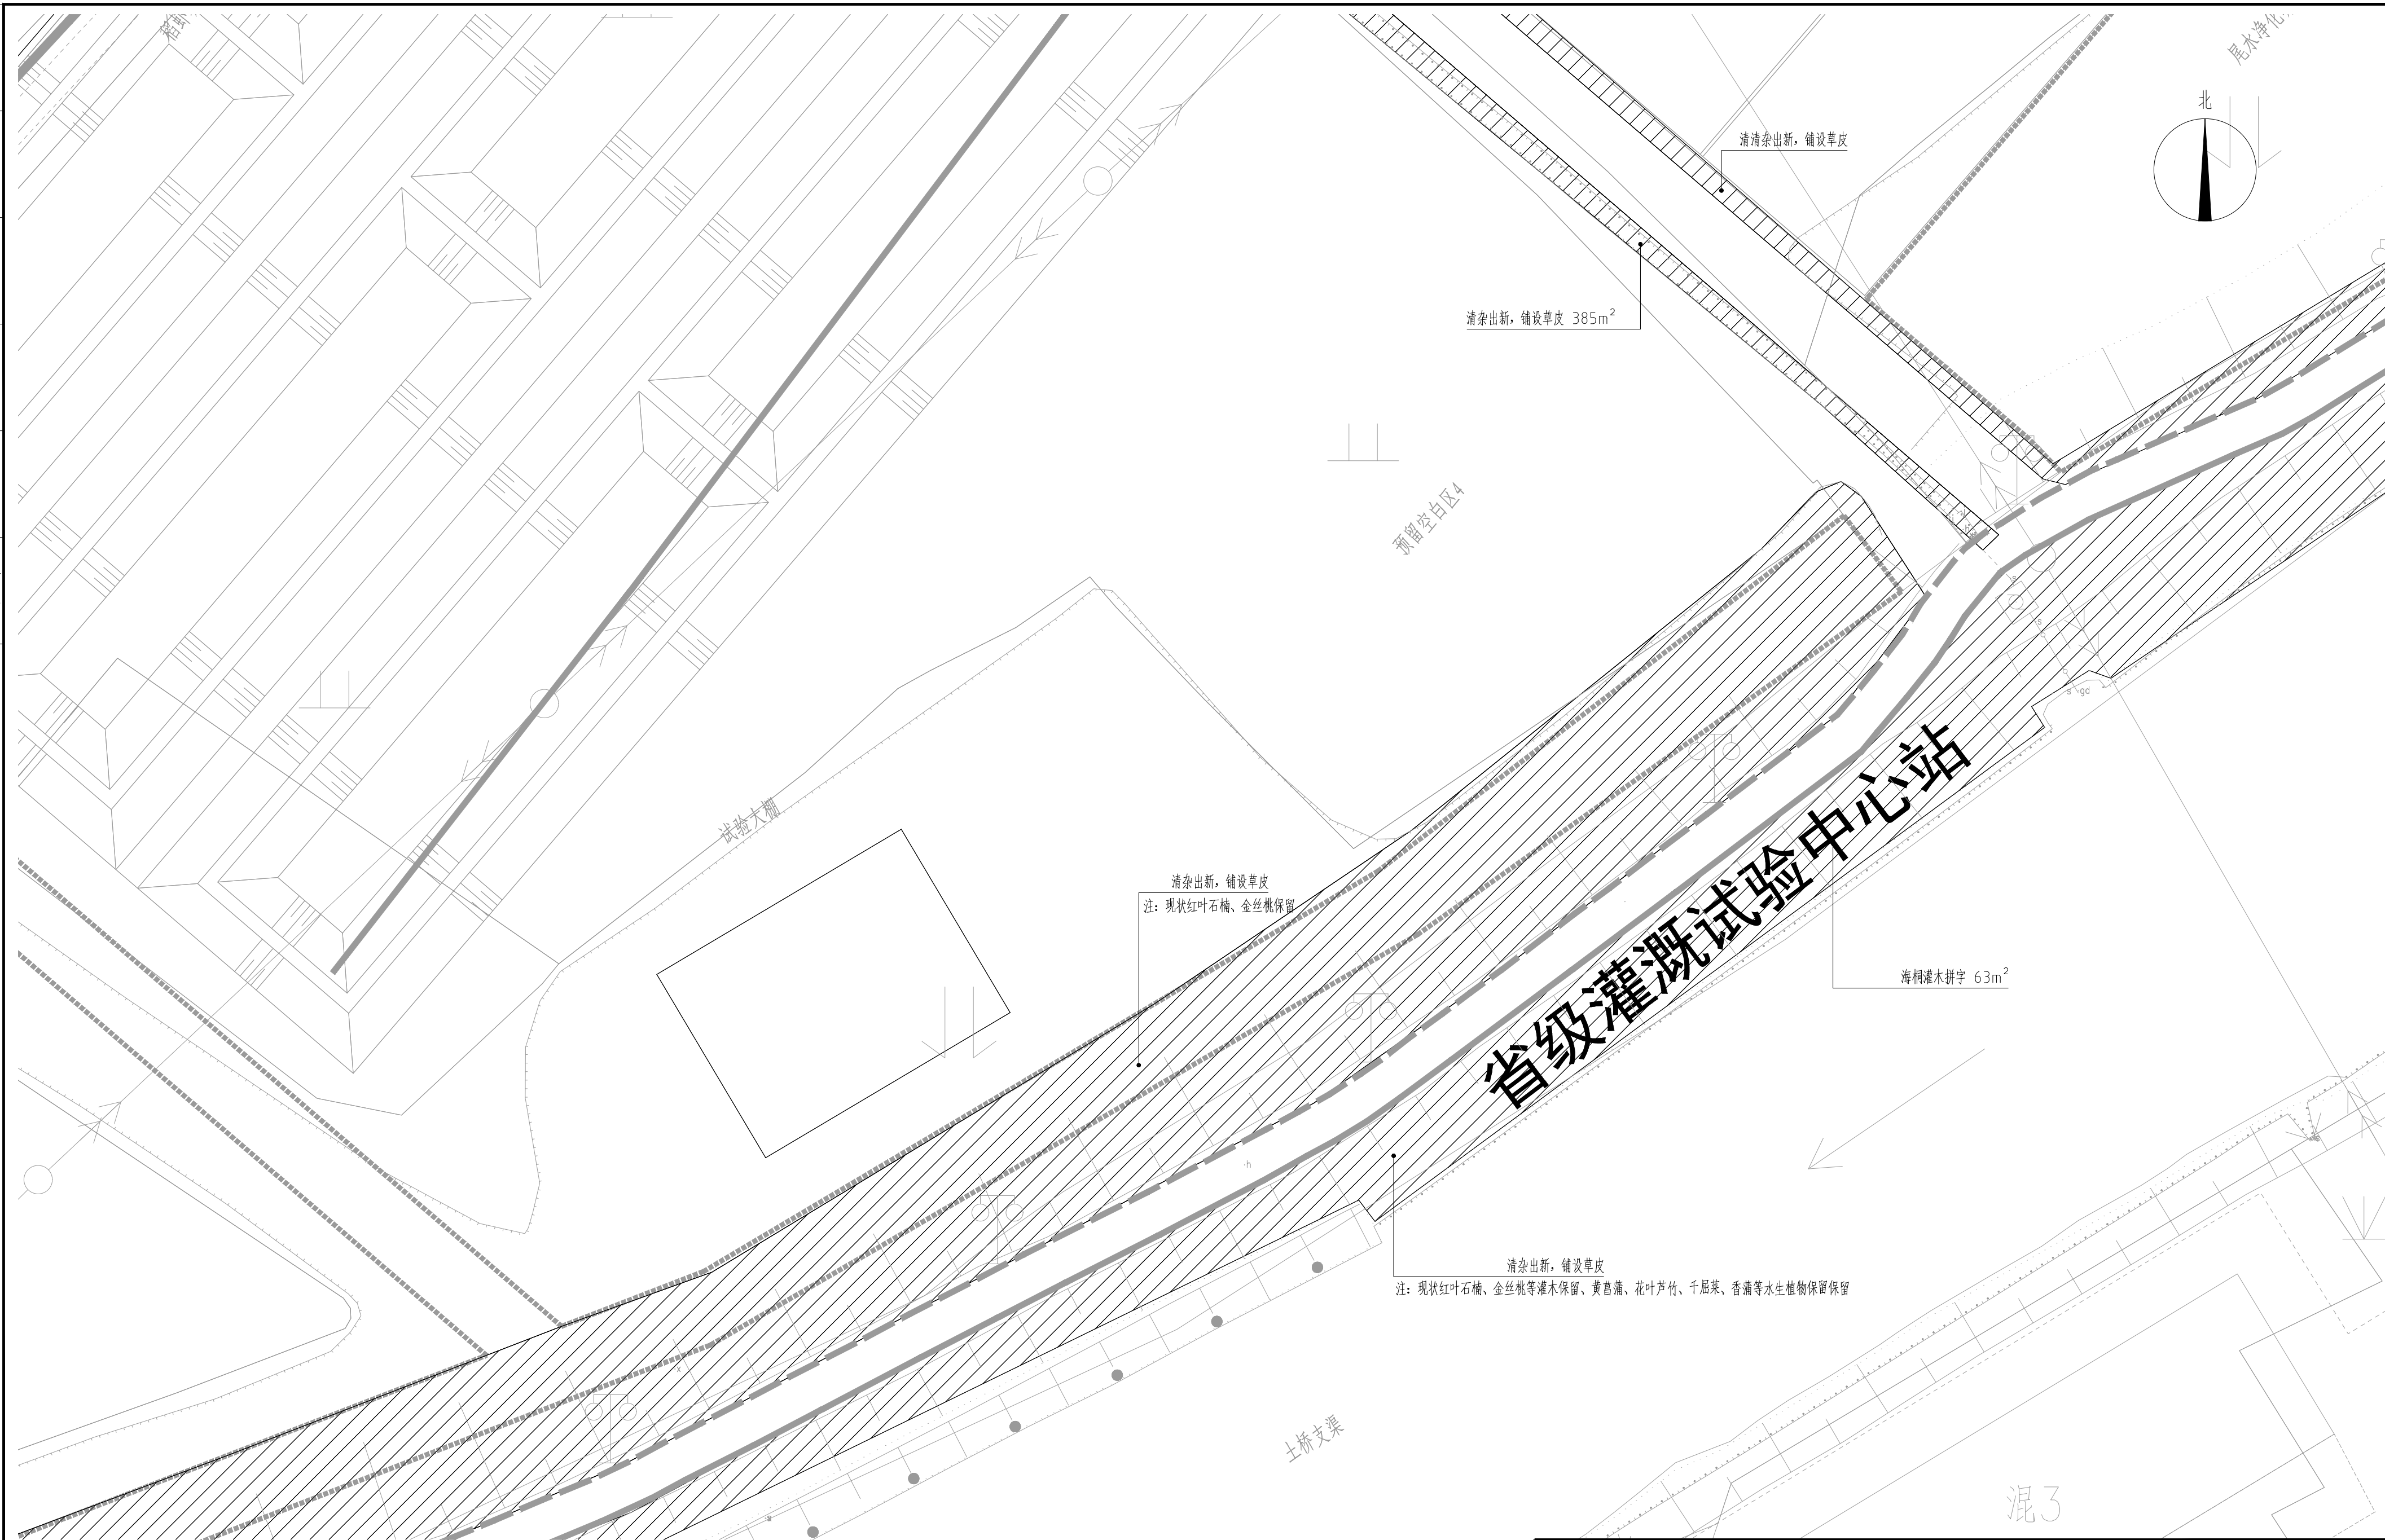 尾水净化
北
清清杂出新，铺设草皮
清杂出新，铺设草皮 385m²
预留空白区4
s
s
s gd
试验大棚
清杂出新，铺设草皮
注：现状红叶石楠、金丝桃保留
省级灌溉试验中心站
海桐灌木拼字 63m²
h
清杂出新，铺设草皮
注：现状红叶石楠、金丝桃等灌木保留、黄菖蒲、花叶芦竹、千屈菜、香蒲等水生植物保留保留
x
土桥支渠
混3